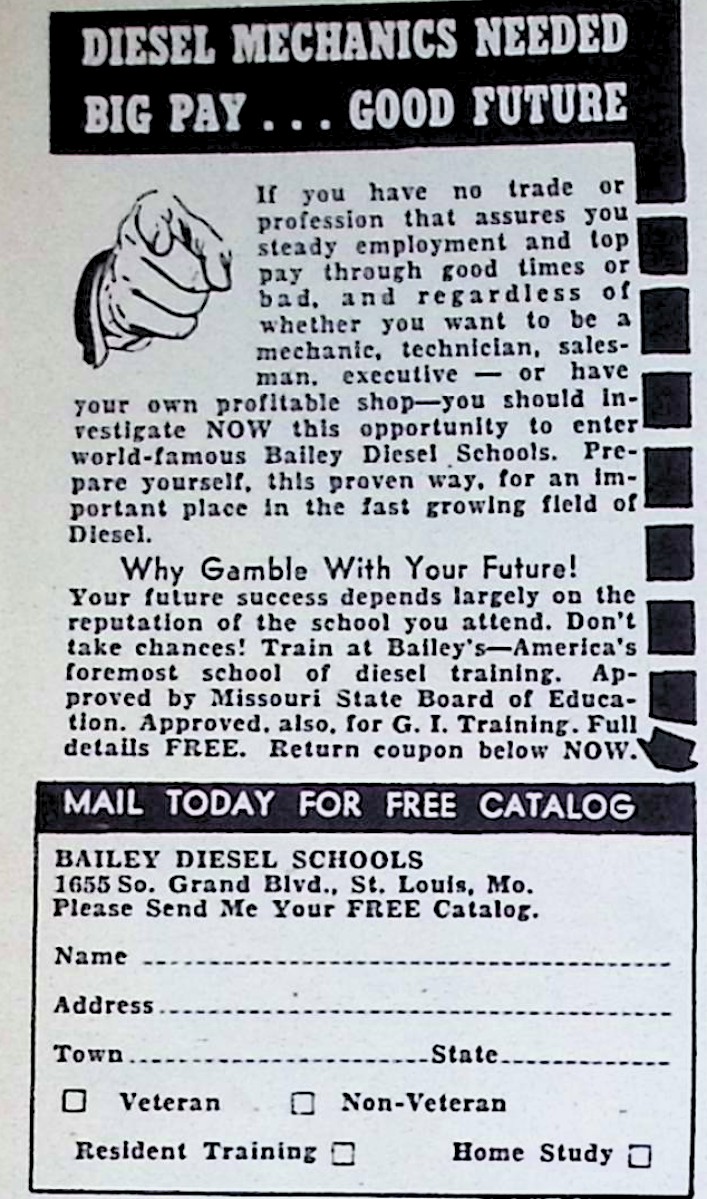 DIESEL MECHANICS NEEDED
BIG PAY . . . GOOD FUTURE
If you have no trade or
profession that assures you
steady employment and top
pay through good times or
bad, and regardless of
whether you want to be a
mechanic, technician, sales-
man, executive — or have
your own profitable shop—you should in-
vestigate NOW this opportunity to enter
world-famous Bailey Diesel Schools. Pre-
pare yourself, this proven way, for an im-
portant place in the fast growing field of
Diesel.
Why Gamble With Your Future!
Your future success depends largely on the
reputation of the school you attend. Don't
take chances! Train at Bailey's—America's
foremost school of diesel training. Ap-
proved by Missouri State Board of Educa-
tion. Approved, also, for G. I. Training. Full
details FREE. Return coupon below NOW.
MAIL TODAY FOR FREE CATALOG
BAILEY DIESEL SCHOOLS
1655 So. Grand Blvd., St. Louis, Mo.
Please Send Me Your FREE Catalog.
Name
Address
Town State
☐ Veteran ☐ Non-Veteran
Resident Training ☐ Home Study ☐